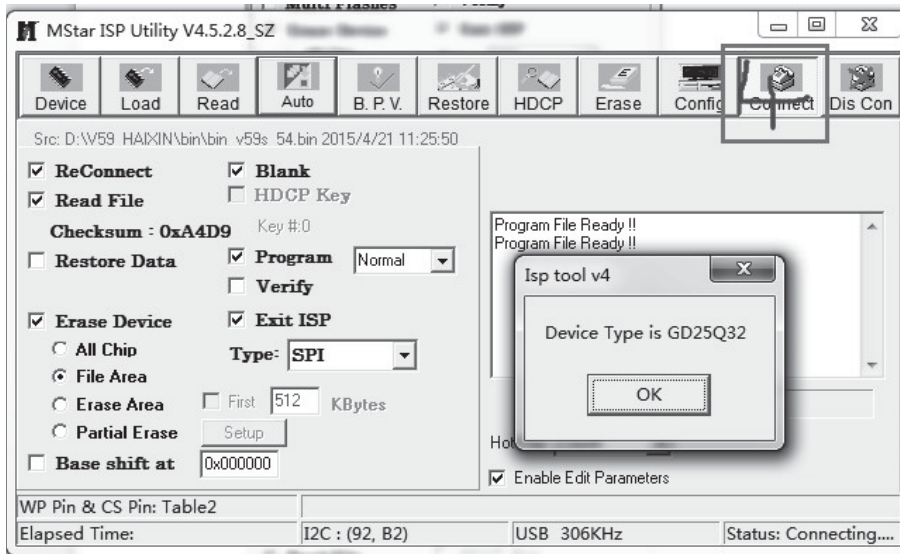 Multi Flashes
MStar ISP Utility V4.5.2.8_SZ
Device Load Read Auto B. P. V. Restore HDCP Erase Config Connect Dis Con
Src: D:\V59 HAIXIN\bin\bin v59s 54.bin 2015/4/21 11:25:50
ReConnect Blank
Read File HDCP Key
Checksum : 0xA4D9 Key #:0
Restore Data Program Normal
Verify
Erase Device Exit ISP
All Chip Type: SPI
File Area
Erase Area First 512 KBytes
Partial Erase Setup
Base shift at 0x000000
Program File Ready !!
Program File Ready !!
Isp tool v4
Device Type is GD25Q32
OK
Enable Edit Parameters
WP Pin & CS Pin: Table2
Elapsed Time: I2C : (92, B2) USB 306KHz Status: Connecting....